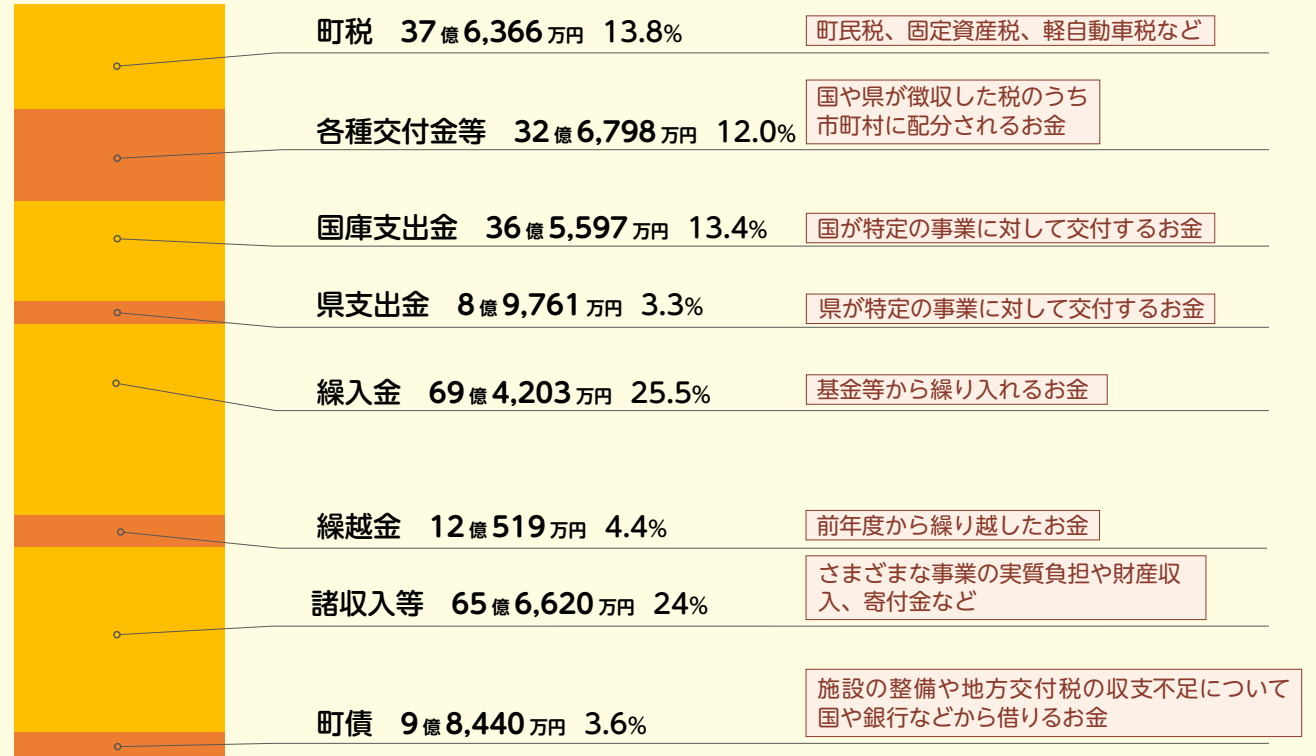 町税 37億6,366万円 13.8%
町民税、固定資産税、軽自動車税など
各種交付金等 32億6,798万円 12.0%
国や県が徴収した税のうち
市町村に配分されるお金
国庫支出金 36億5,597万円 13.4%
国が特定の事業に対して交付するお金
県支出金 8億9,761万円 3.3%
県が特定の事業に対して交付するお金
繰入金 69億4,203万円 25.5%
基金等から繰り入れるお金
繰越金 12億519万円 4.4%
前年度から繰り越したお金
諸収入等 65億6,620万円 24%
さまざまな事業の実質負担や財産収
入、寄付金など
町債 9億8,440万円 3.6%
施設の整備や地方交付税の収支不足について
国や銀行などから借りるお金